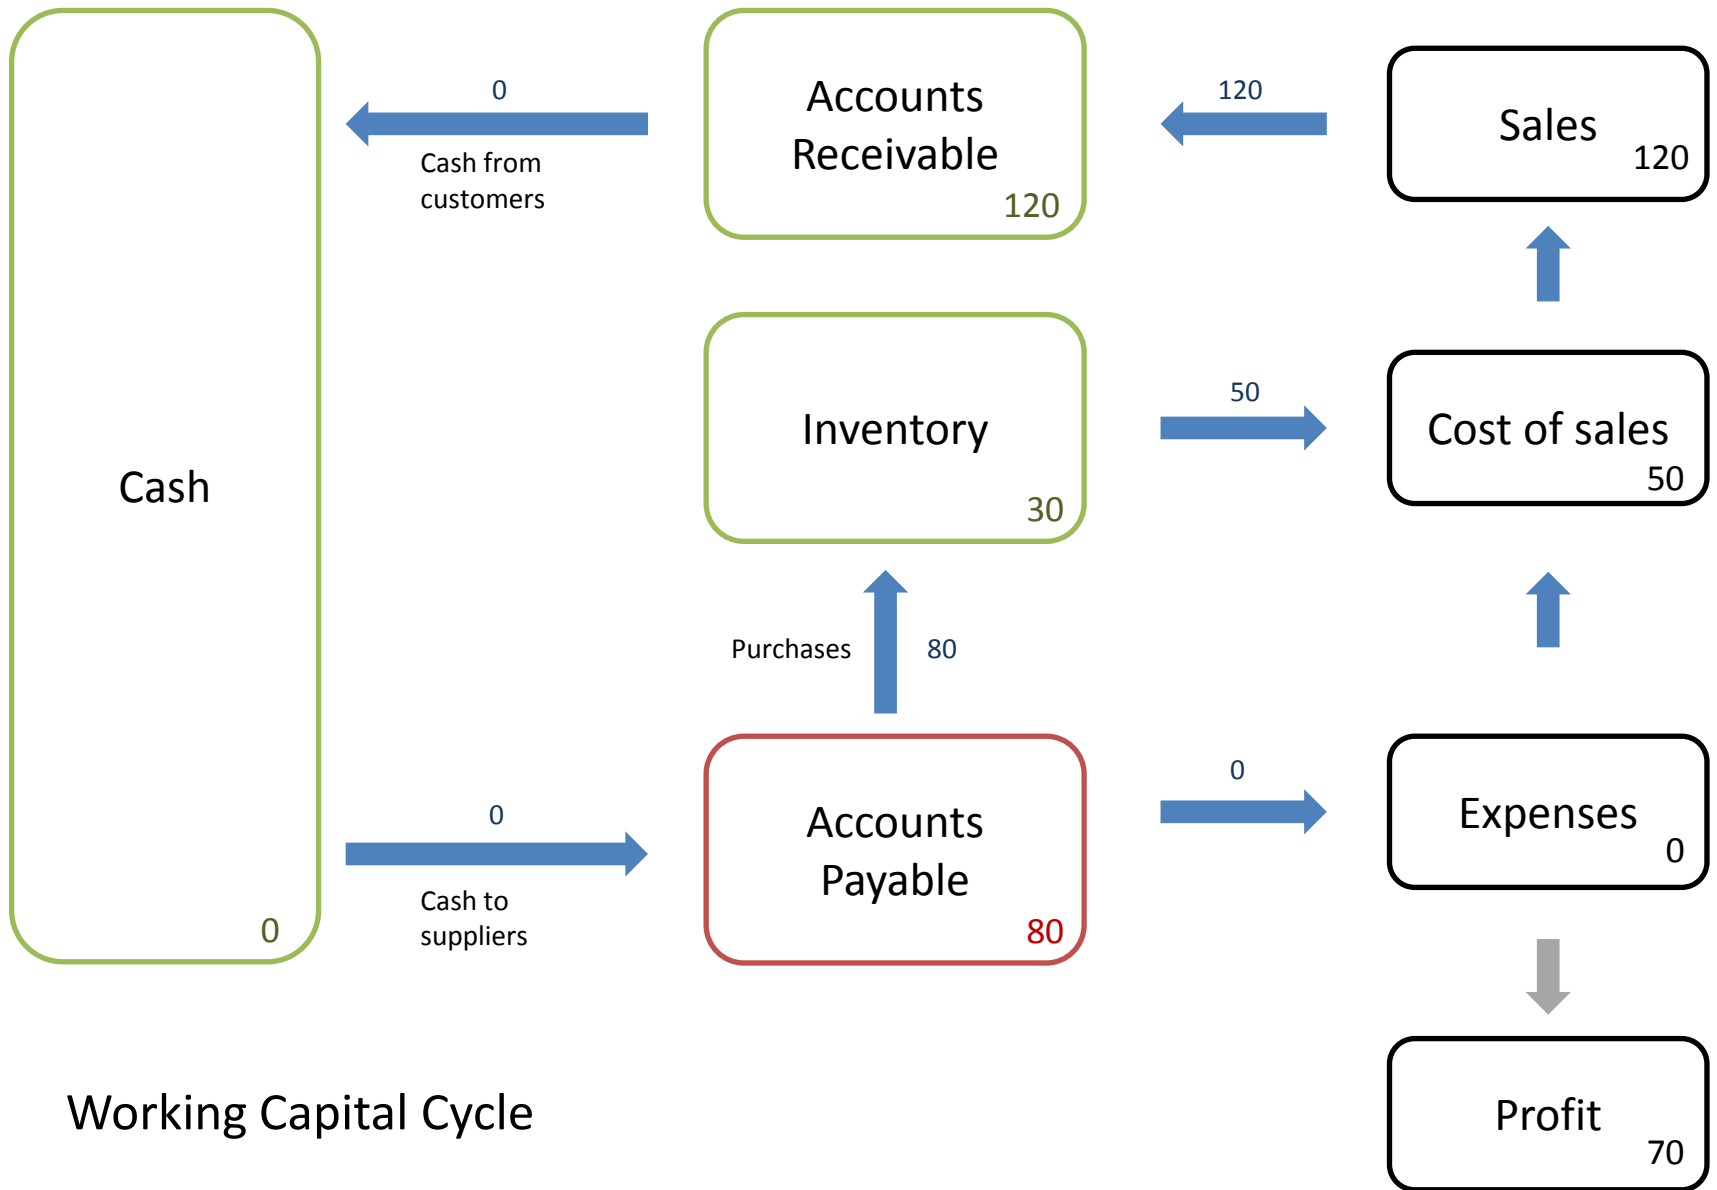 0
Accounts
Receivable
120
120
Sales
120
Cash from
customers
Inventory
30
50
Cost of sales
50
Cash
0
Purchases
80
0
Cash to
suppliers
Accounts
Payable
80
0
Expenses
0
Working Capital Cycle
Profit
70